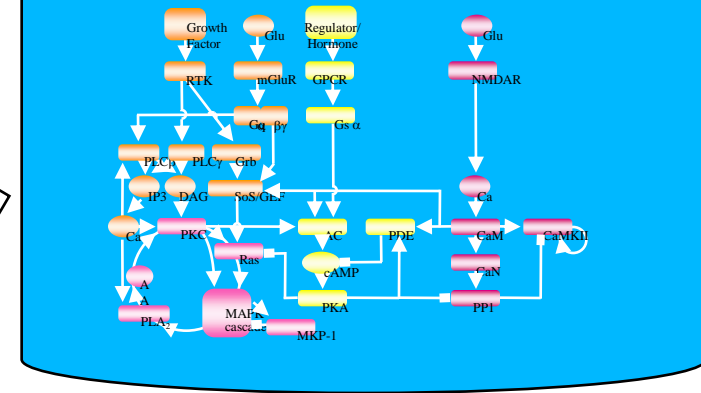 Growth
Factor
Glu
Regulator/
Hormone
Glu
RTK
mGluR
GPCR
NMDAR
Gq βγ
Gs α
PLCβ
PLCγ
Grb
IP3
DAG
SoS/GEF
Ca
Ca
PKC
AC
PDE
CaM
CaMKII
Ras
cAMP
CaN
A
A
PKA
PP1
PLA2
MAPK
cascade
MKP-1